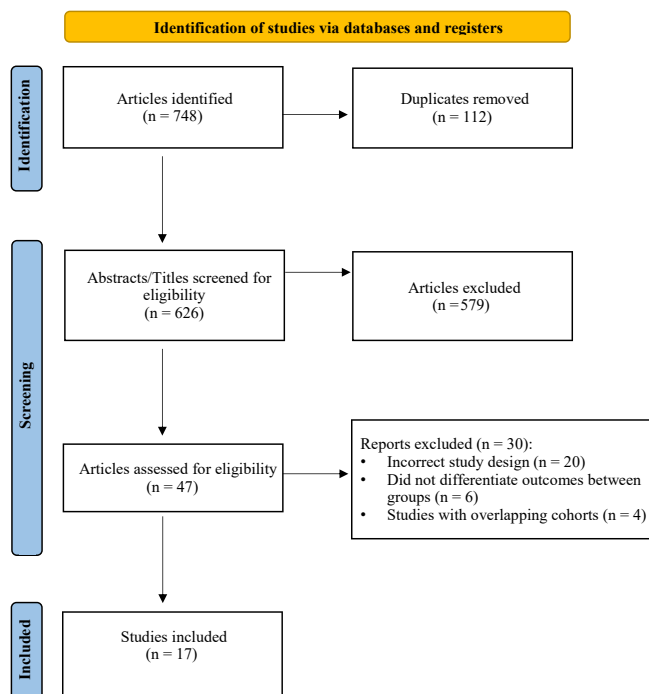 Identification of studies via databases and registers
Identification
Articles identified
(n = 748)
Duplicates removed
(n = 112)
Screening
Abstracts/Titles screened for
eligibility
(n = 626)
Articles excluded
(n =579)
Articles assessed for eligibility
(n = 47)
Reports excluded (n = 30):
• Incorrect study design (n = 20)
• Did not differentiate outcomes between
groups (n = 6)
• Studies with overlapping cohorts (n = 4)
Included
Studies included
(n = 17)